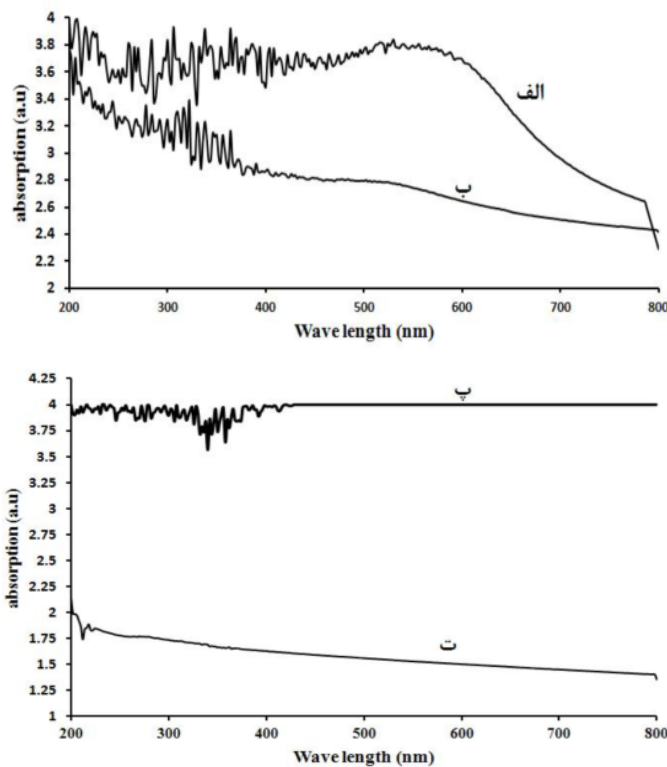 4
3.8
3.6
3.4
3.2
3
2.8
2.6
2.4
2.2
2
absorption (a.u)
الف
ب
200 300 400 500 600 700 800
Wave length (nm)
4.25
4
3.75
3.5
3.25
3
2.75
2.5
2.25
2
1.75
1.5
1.25
1
absorption (a.u)
پ
ت
200 300 400 500 600 700 800
Wave length (nm)